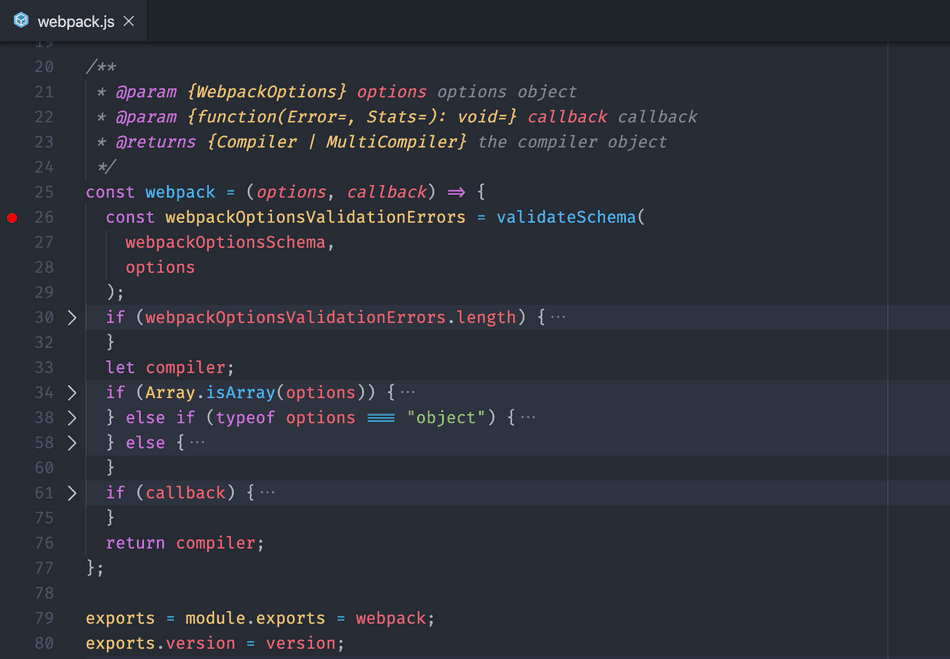 webpack.js
19
20 /**
21  * @param {WebpackOptions} options options object
22  * @param {function(Error=, Stats=): void=} callback callback
23  * @returns {Compiler | MultiCompiler} the compiler object
24  */
25 const webpack = (options, callback) => {
26   const webpackOptionsValidationErrors = validateSchema(
27     webpackOptionsSchema,
28     options
29   );
30   if (webpackOptionsValidationErrors.length) {···
32   }
33   let compiler;
34   if (Array.isArray(options)) {···
38   } else if (typeof options === "object") {···
58   } else {···
60   }
61   if (callback) {···
75   }
76   return compiler;
77 };
78
79 exports = module.exports = webpack;
80 exports.version = version;